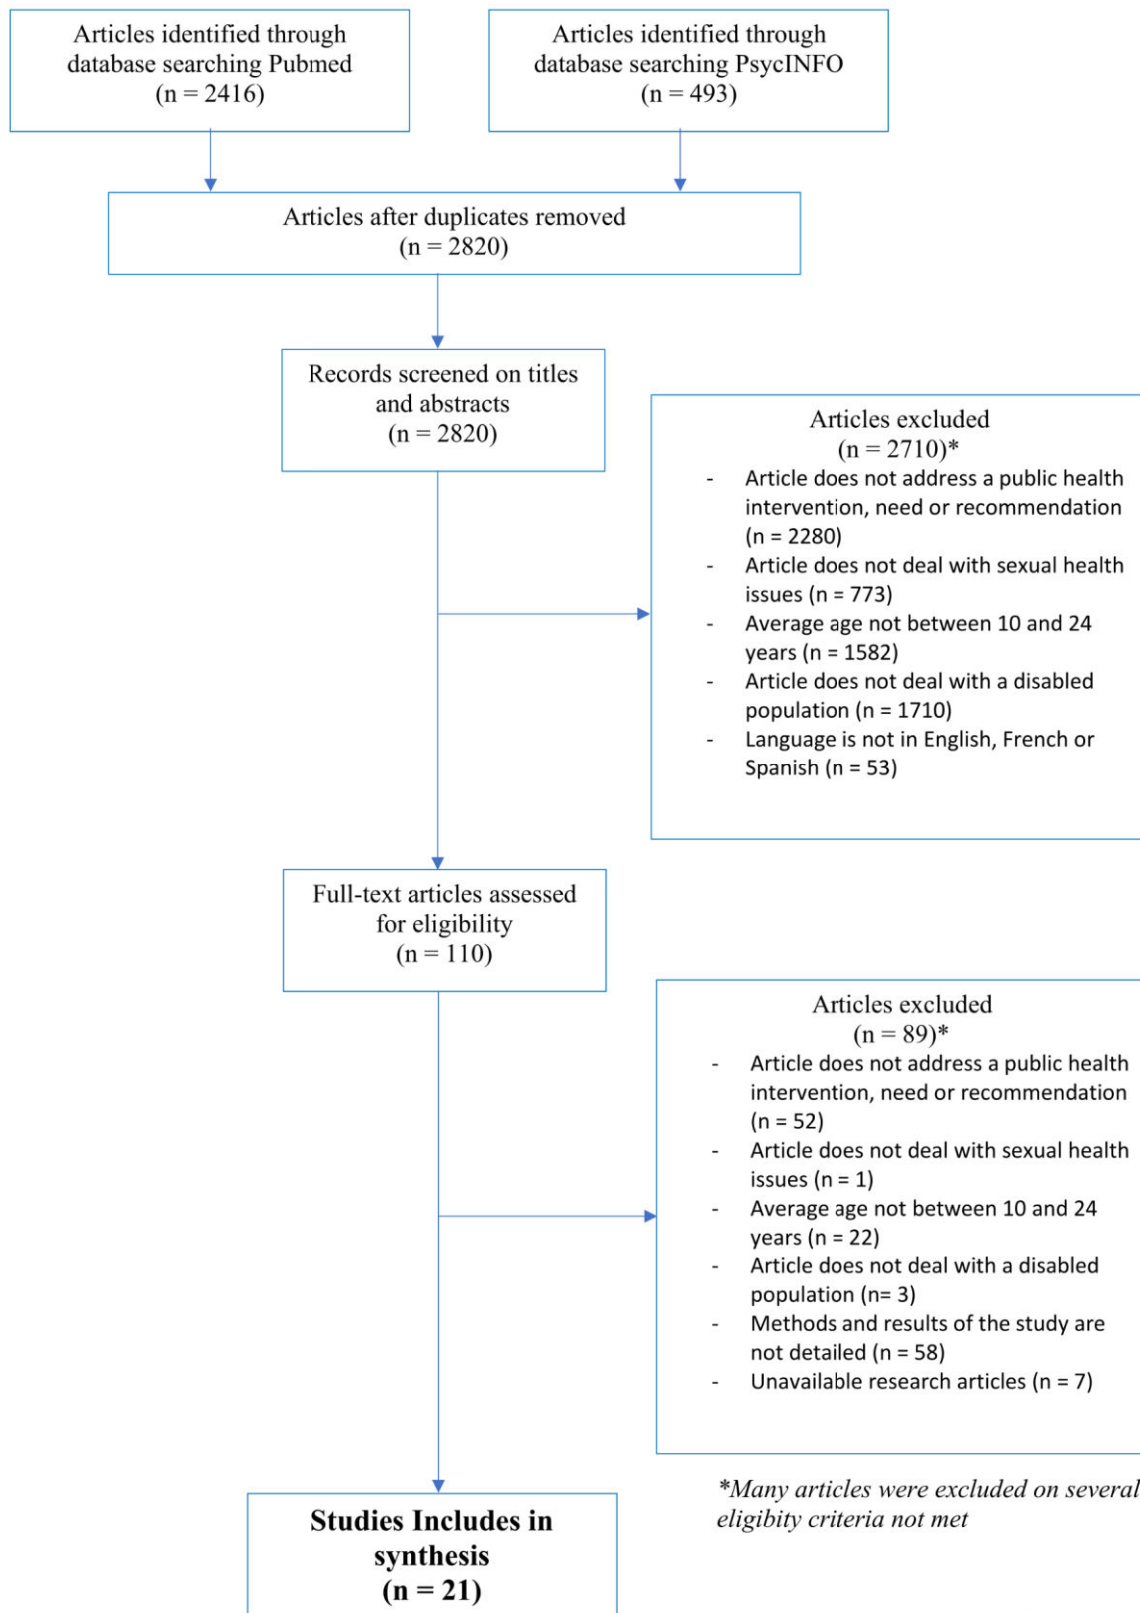 Articles identified through
database searching Pubmed
(n = 2416)
Articles identified through
database searching PsycINFO
(n = 493)
Articles after duplicates removed
(n = 2820)
Records screened on titles
and abstracts
(n = 2820)
Articles excluded
(n = 2710)*
- Article does not address a public health
intervention, need or recommendation
(n = 2280)
- Article does not deal with sexual health
issues (n = 773)
- Average age not between 10 and 24
years (n = 1582)
- Article does not deal with a disabled
population (n = 1710)
- Language is not in English, French or
Spanish (n = 53)
Full-text articles assessed
for eligibility
(n = 110)
Articles excluded
(n = 89)*
- Article does not address a public health
intervention, need or recommendation
(n = 52)
- Article does not deal with sexual health
issues (n = 1)
- Average age not between 10 and 24
years (n = 22)
- Article does not deal with a disabled
population (n= 3)
- Methods and results of the study are
not detailed (n = 58)
- Unavailable research articles (n = 7)
*Many articles were excluded on several
eligibity criteria not met
Studies Includes in
synthesis
(n = 21)